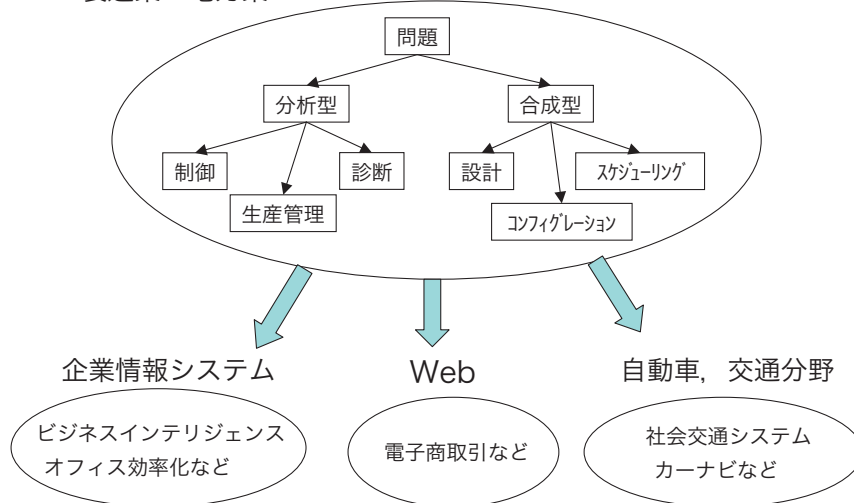 問題
分析型
合成型
制御
診断
設計
スケジューリング
生産管理
コンフィグレーション
企業情報システム
Web
自動車，交通分野
ビジネスインテリジェンス
オフィス効率化など
電子商取引など
社会交通システム
カーナビなど